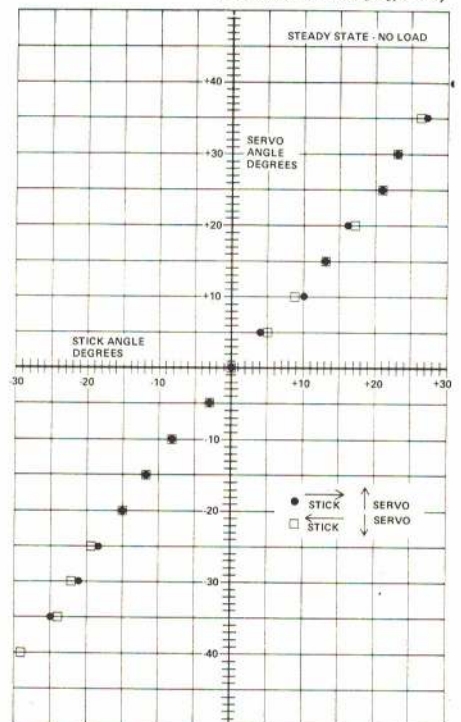 STEADY STATE - NO LOAD
+40
SERVO
ANGLE
DEGREES
+30
+20
+10
STICK ANGLE
DEGREES
-30 -20 -10 0 +10 +20 +30
-10
STICK SERVO
STICK SERVO
-20
-30
-40